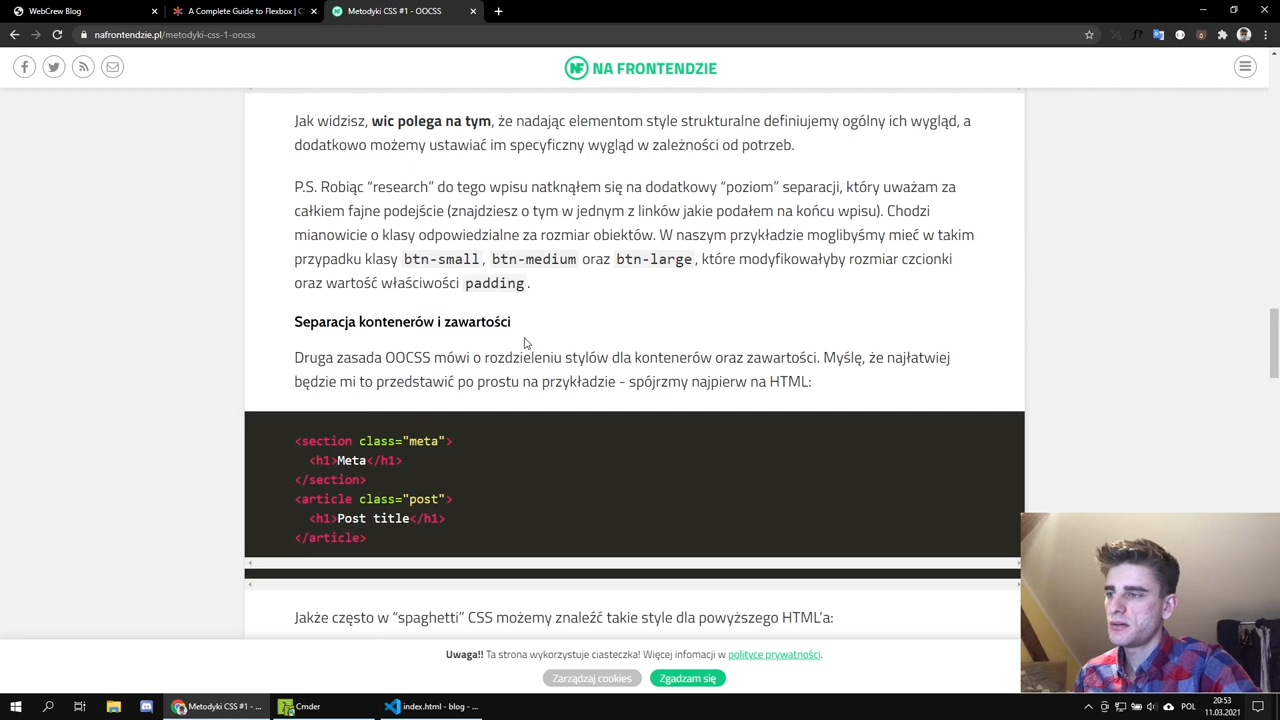 WebCrew Blog
A Complete Guide to Flexbox | C
Metodyki CSS #1 - OOCSS
nafrontendzie.pl/metodyki-css-1-oocss
NF NA FRONTENDZIE
Jak widzisz, wic polega na tym, że nadając elementom style strukturalne definiujemy ogólny ich wygląd, a
dodatkowo możemy ustawiać im specyficzny wygląd w zależności od potrzeb.
P.S. Robiąc “research” do tego wpisu natknąłem się na dodatkowy “poziom” separacji, który uważam za
całkiem fajne podejście (znajdziesz o tym w jednym z linków jakie podałem na końcu wpisu). Chodzi
mianowicie o klasy odpowiedzialne za rozmiar obiektów. W naszym przykładzie moglibyśmy mieć w takim
przypadku klasy btn-small, btn-medium oraz btn-large, które modyfikowałyby rozmiar czcionki
oraz wartość właściwości padding.
Separacja kontenerów i zawartości
Druga zasada OOCSS mówi o rozdzieleniu stylów dla kontenerów oraz zawartości. Myślę, że najłatwiej
będzie mi to przedstawić po prostu na przykładzie - spójrzmy najpierw na HTML:
<section class="meta">
<h1>Meta</h1>
</section>
<article class="post">
<h1>Post title</h1>
</article>
Jakże często w “spaghetti” CSS możemy znaleźć takie style dla powyższego HTML’a:
Uwaga!! Ta strona wykorzystuje ciasteczka! Więcej infomacji w polityce prywatności.
Zarządzaj cookies Zgadzam się
Metodyki CSS #1 - ...
Cmder
index.html - blog - ...
POL
20:53
11.03.2021